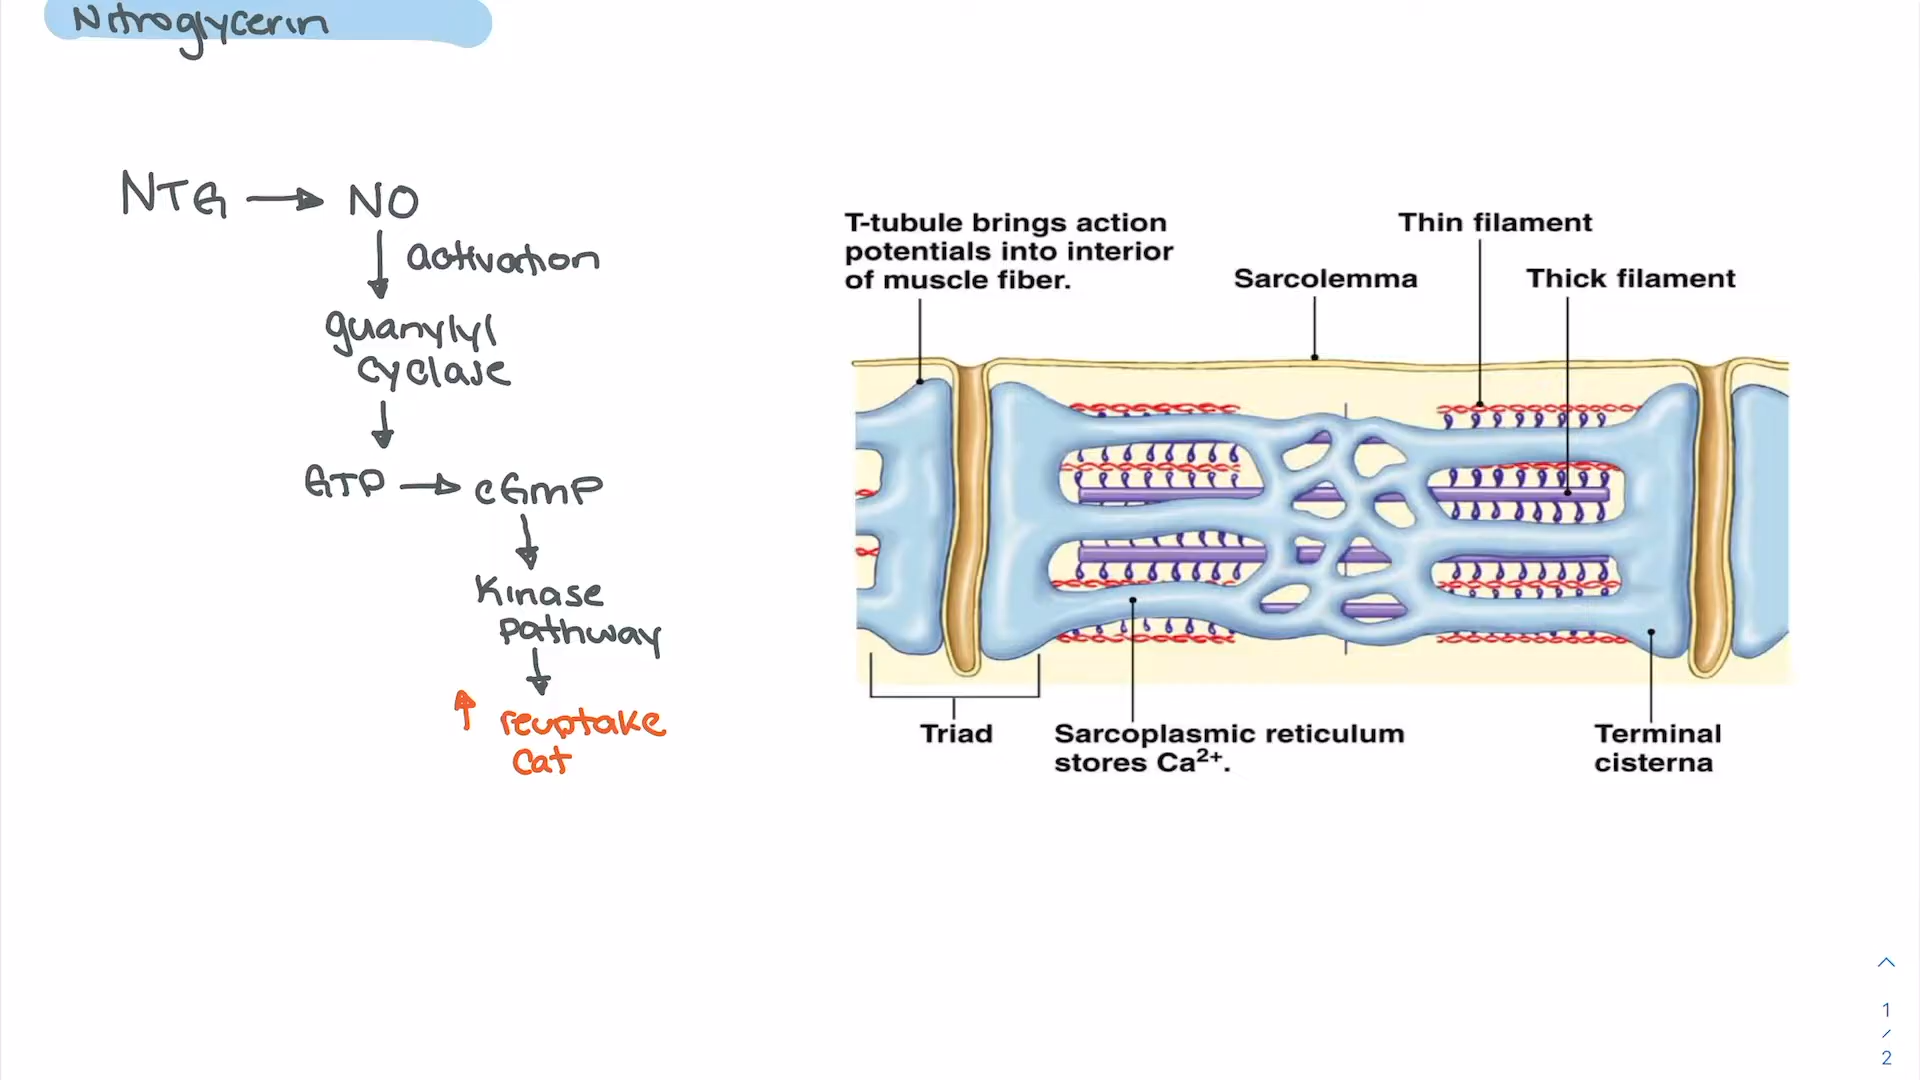 Nitroglycerin
NTG → NO
activation
guanylyl
cyclase
GTP → cGMP
Kinase
pathway
↑ reuptake
Ca+
T-tubule brings action
potentials into interior
of muscle fiber.
Sarcolemma
Thin filament
Thick filament
Triad
Sarcoplasmic reticulum
stores Ca²⁺.
Terminal
cisterna
1
/
2